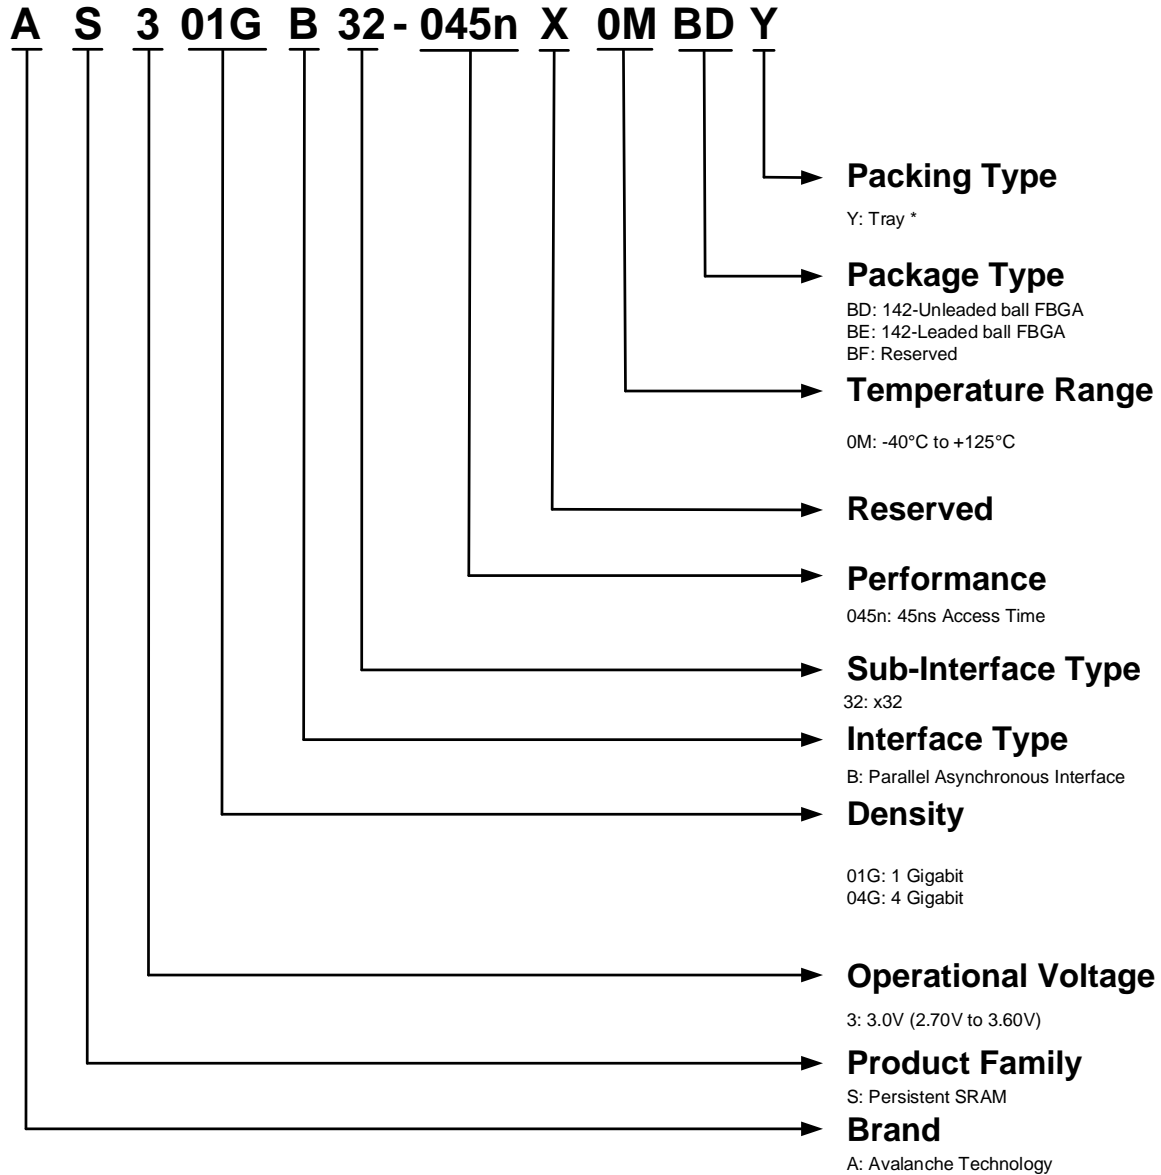 A S 3 01G B 32 - 045n X 0M BD Y
Packing Type
Y: Tray *
Package Type
BD: 142-Unleaded ball FBGA
BE: 142-Leaded ball FBGA
BF: Reserved
Temperature Range
0M: -40°C to +125°C
Reserved
Performance
045n: 45ns Access Time
Sub-Interface Type
32: x32
Interface Type
B: Parallel Asynchronous Interface
Density
01G: 1 Gigabit
04G: 4 Gigabit
Operational Voltage
3: 3.0V (2.70V to 3.60V)
Product Family
S: Persistent SRAM
Brand
A: Avalanche Technology